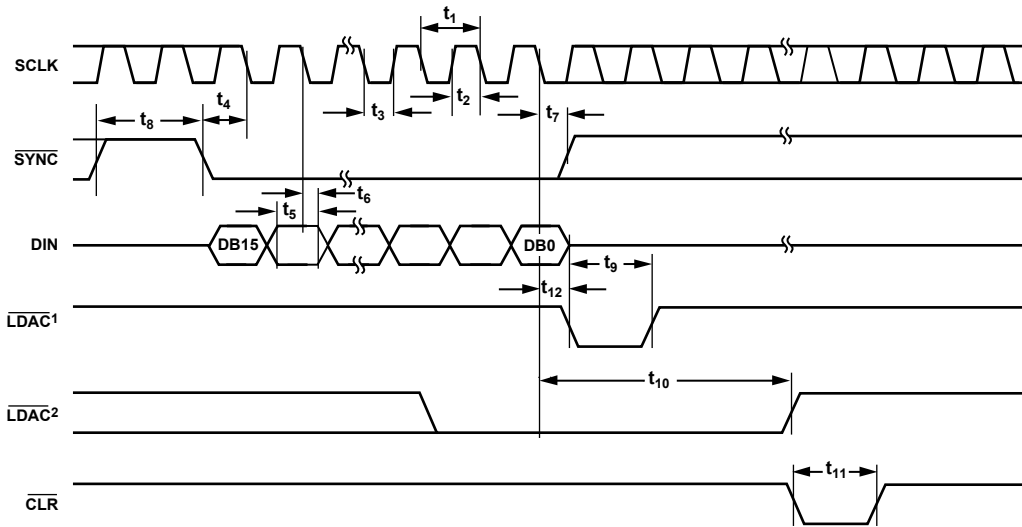 t1
SCLK
t4
t3
t2
t7
t8
SYNC
t6
t5
DIN
DB15
DB0
t9
t12
LDAC1
t10
LDAC2
t11
CLR